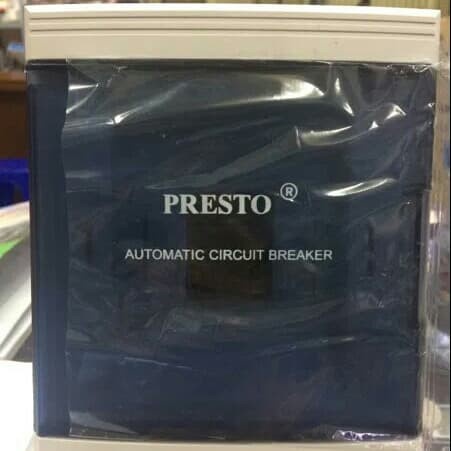 PRESTO ®
AUTOMATIC CIRCUIT BREAKER